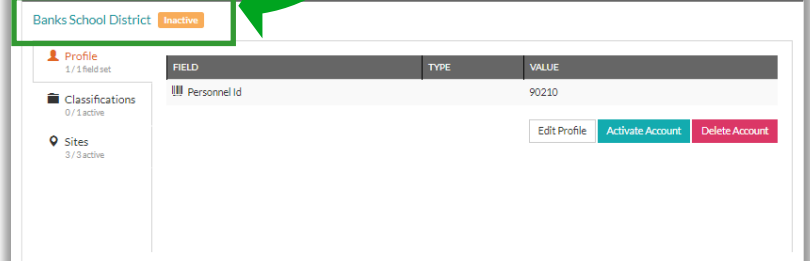 Banks School District Inactive
Profile
1 / 1 field set
Classifications
0 / 1 active
Sites
3 / 3 active
FIELD TYPE VALUE
Personnel Id 90210
Edit Profile Activate Account Delete Account